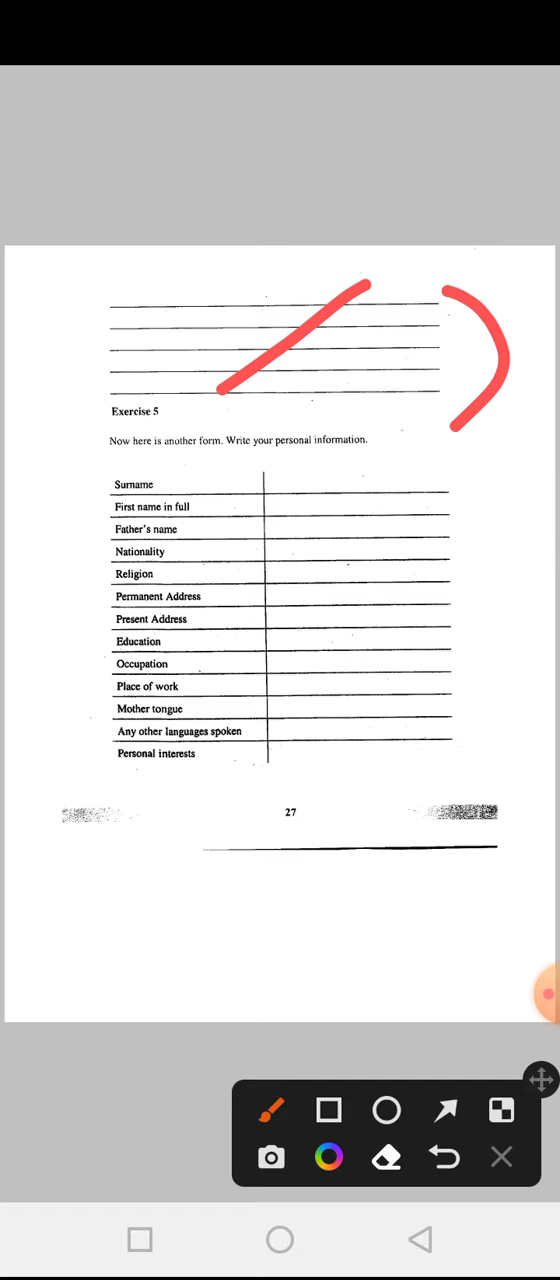 Exercise 5
Now here is another form. Write your personal information.
Surname
First name in full
Father's name
Nationality
Religion
Permanent Address
Present Address
Education
Occupation
Place of work
Mother tongue
Any other languages spoken
Personal interests
27